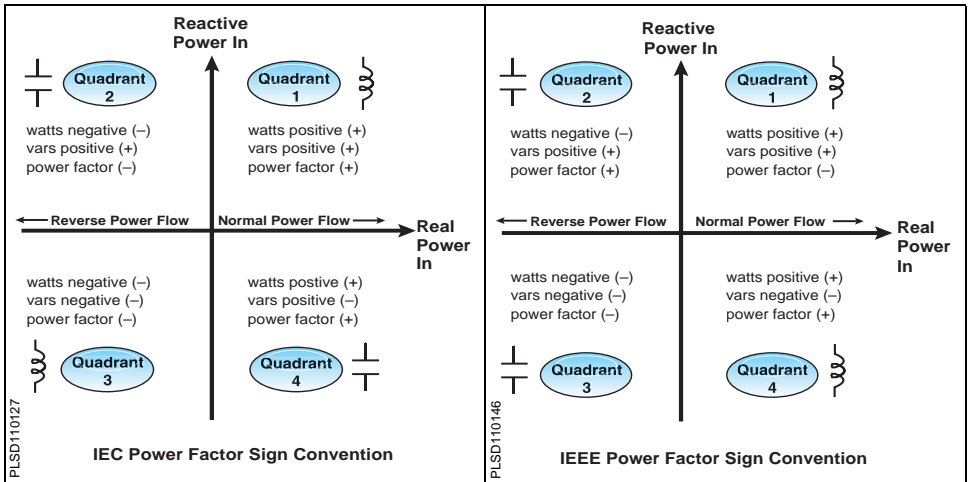 Reactive
Power In
Quadrant
2
Quadrant
1
watts negative (–)
vars positive (+)
power factor (–)
watts positive (+)
vars positive (+)
power factor (+)
Reverse Power Flow
Normal Power Flow
Real
Power
In
watts negative (–)
vars negative (–)
power factor (–)
watts postive (+)
vars positive (–)
power factor (+)
Quadrant
3
Quadrant
4
PLSD110127
IEC Power Factor Sign Convention
Reactive
Power In
Quadrant
2
Quadrant
1
watts negative (–)
vars positive (+)
power factor (+)
watts positive (+)
vars positive (+)
power factor (–)
Reverse Power Flow
Normal Power Flow
Real
Power
In
watts negative (–)
vars negative (–)
power factor (–)
watts positive (+)
vars negative (–)
power factor (+)
Quadrant
3
Quadrant
4
PLSD110146
IEEE Power Factor Sign Convention